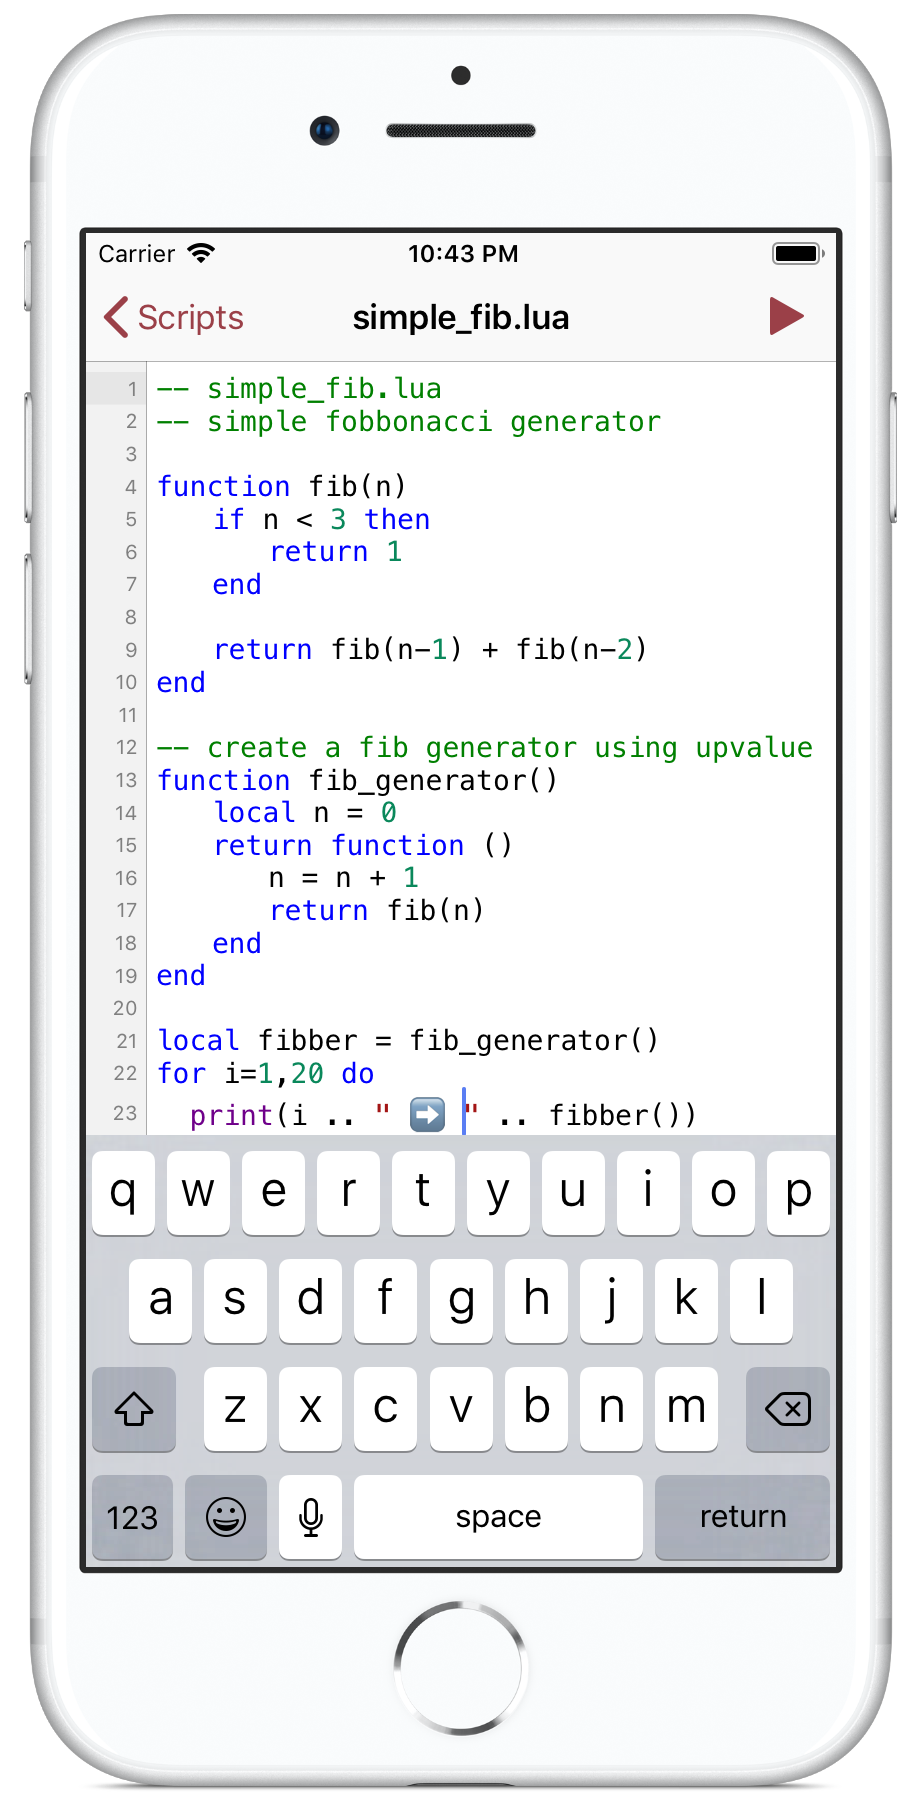 Carrier 10:43 PM
Scripts simple_fib.lua
1 -- simple_fib.lua
2 -- simple fobbonacci generator
3
4 function fib(n)
5 if n < 3 then
6 return 1
7 end
8
9 return fib(n-1) + fib(n-2)
10 end
11
12 -- create a fib generator using upvalue
13 function fib_generator()
14 local n = 0
15 return function ()
16 n = n + 1
17 return fib(n)
18 end
19 end
20
21 local fibber = fib_generator()
22 for i=1,20 do
23 print(i .. " ➡️ " .. fibber())
q w e r t y u i o p
a s d f g h j k l
z x c v b n m
123 space return